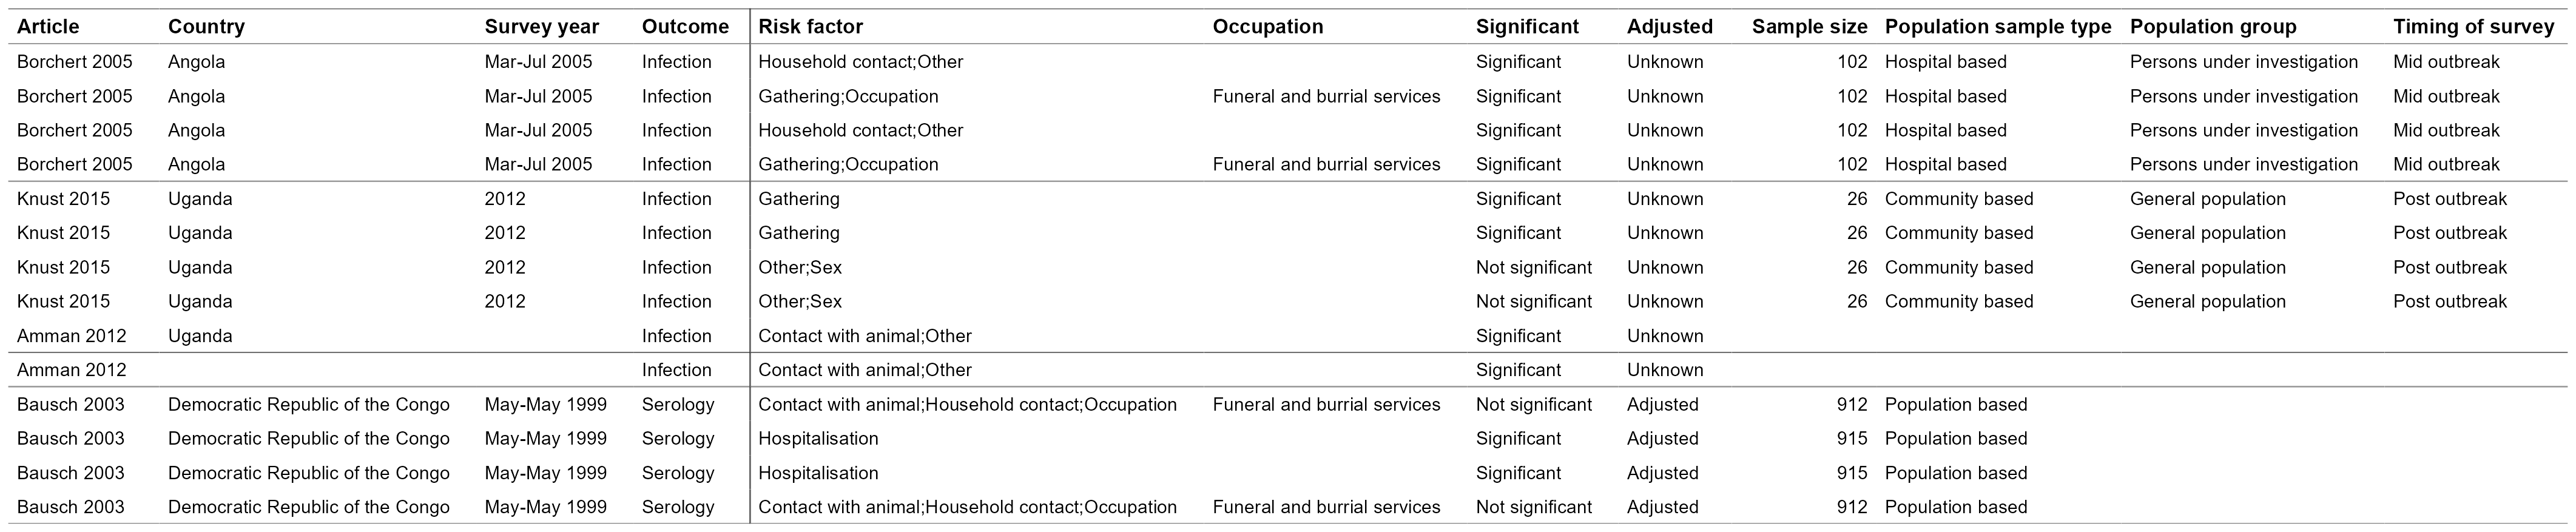 Article Country Survey year Outcome Risk factor Occupation Significant Adjusted Sample size Population sample type Population group Timing of survey
Borchert 2005 Angola Mar-Jul 2005 Infection Household contact;Other Significant Unknown 102 Hospital based Persons under investigation Mid outbreak
Borchert 2005 Angola Mar-Jul 2005 Infection Gathering;Occupation Funeral and burrial services Significant Unknown 102 Hospital based Persons under investigation Mid outbreak
Borchert 2005 Angola Mar-Jul 2005 Infection Household contact;Other Significant Unknown 102 Hospital based Persons under investigation Mid outbreak
Borchert 2005 Angola Mar-Jul 2005 Infection Gathering;Occupation Funeral and burrial services Significant Unknown 102 Hospital based Persons under investigation Mid outbreak
Knust 2015 Uganda 2012 Infection Gathering Significant Unknown 26 Community based General population Post outbreak
Knust 2015 Uganda 2012 Infection Gathering Significant Unknown 26 Community based General population Post outbreak
Knust 2015 Uganda 2012 Infection Other;Sex Not significant Unknown 26 Community based General population Post outbreak
Knust 2015 Uganda 2012 Infection Other;Sex Not significant Unknown 26 Community based General population Post outbreak
Amman 2012 Uganda Infection Contact with animal;Other Significant Unknown
Amman 2012 Infection Contact with animal;Other Significant Unknown
Bausch 2003 Democratic Republic of the Congo May-May 1999 Serology Contact with animal;Household contact;Occupation Funeral and burrial services Not significant Adjusted 912 Population based
Bausch 2003 Democratic Republic of the Congo May-May 1999 Serology Hospitalisation Significant Adjusted 915 Population based
Bausch 2003 Democratic Republic of the Congo May-May 1999 Serology Hospitalisation Significant Adjusted 915 Population based
Bausch 2003 Democratic Republic of the Congo May-May 1999 Serology Contact with animal;Household contact;Occupation Funeral and burrial services Not significant Adjusted 912 Population based